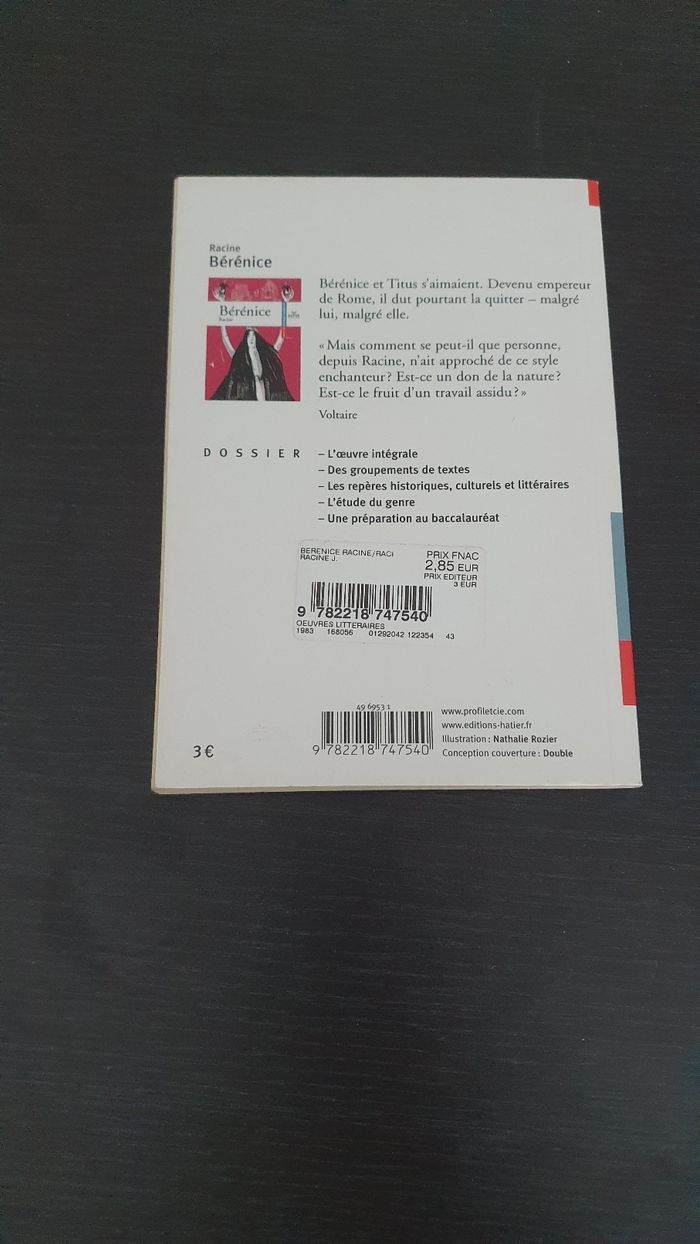 Racine
Bérénice
Bérénice
Racine
Bérénice et Titus s'aimaient. Devenu empereur
de Rome, il dut pourtant la quitter – malgré
lui, malgré elle.
« Mais comment se peut-il que personne,
depuis Racine, n'ait approché de ce style
enchanteur ? Est-ce un don de la nature ?
Est-ce le fruit d'un travail assidu ? »
Voltaire
DOSSIER
– L'œuvre intégrale
– Des groupements de textes
– Les repères historiques, culturels et littéraires
– L'étude du genre
– Une préparation au baccalauréat
BERENICE RACINE/RACI
RACINE J.
PRIX FNAC
2,85 EUR
PRIX EDITEUR
3 EUR
9 782218 747540
OEUVRES LITTERAIRES
1983 168056 01292042 122354 43
49 6953 1
9 782218 747540
www.profiletcie.com
www.editions-hatier.fr
Illustration : Nathalie Rozier
Conception couverture : Double
3 €